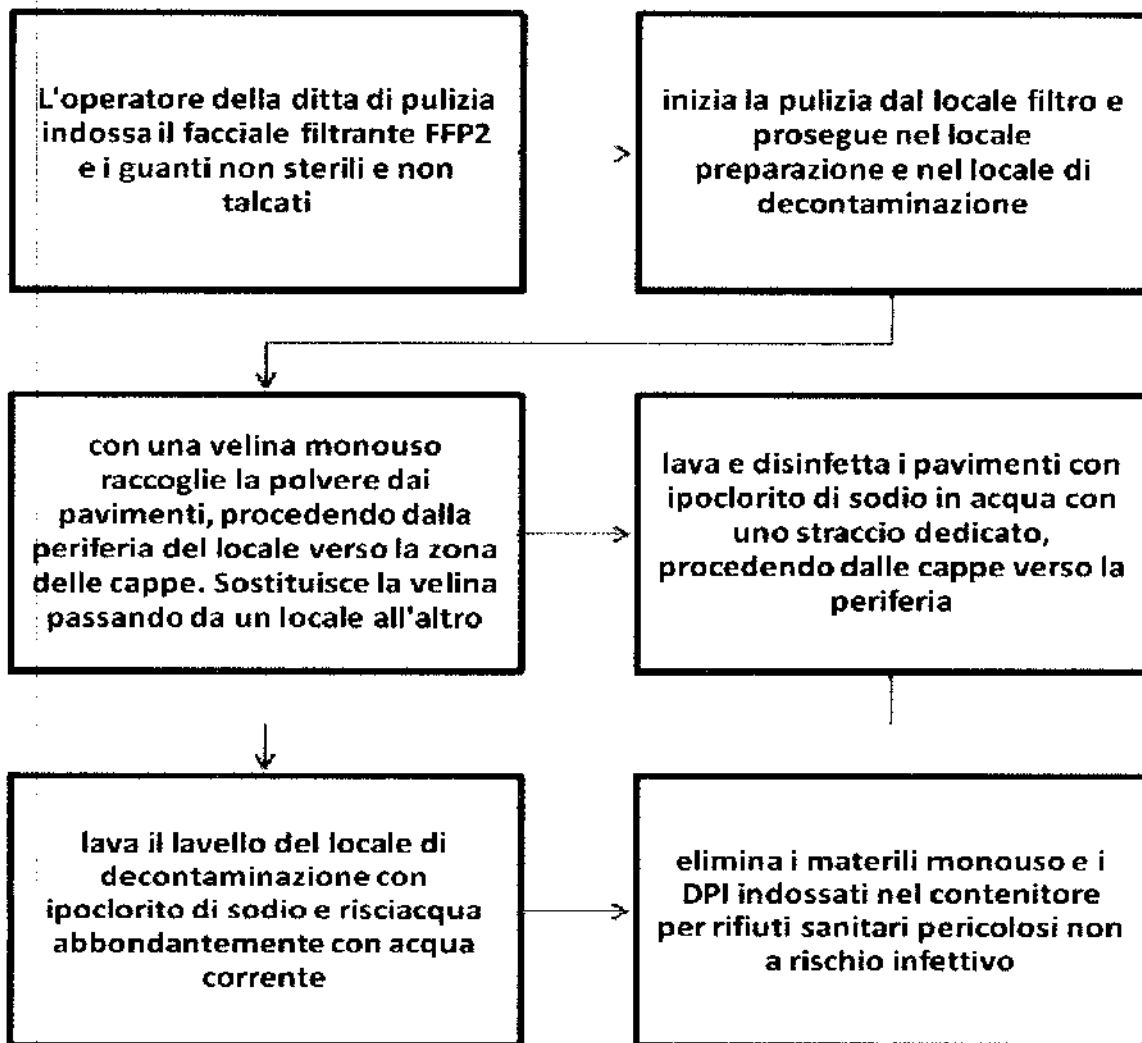 L'operatore della ditta di pulizia
indossa il facciale filtrante FFP2
e i guanti non sterili e non
talcati
inizia la pulizia dal locale filtro e
prosegue nel locale
preparazione e nel locale di
decontaminazione
con una velina monouso
raccoglie la polvere dai
pavimenti, procedendo dalla
periferia del locale verso la zona
delle cappe. Sostituisce la velina
passando da un locale all'altro
lava e disinfetta i pavimenti con
ipoclorito di sodio in acqua con
uno straccio dedicato,
procedendo dalle cappe verso la
periferia
lava il lavello del locale di
decontaminazione con
ipoclorito di sodio e risciacqua
abbondantemente con acqua
corrente
elimina i materili monouso e i
DPI indossati nel contenitore
per rifiuti sanitari pericolosi non
a rischio infettivo